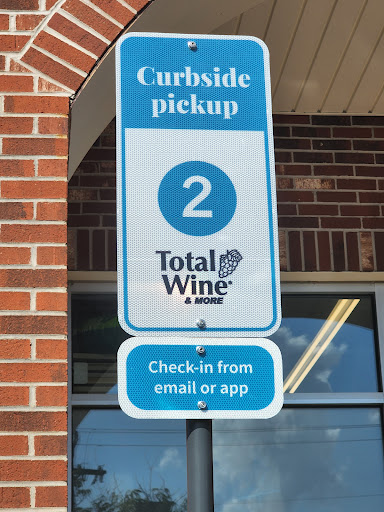 Curbside
pickup
2
Total
Wine
& MORE
Check-in from
email or app